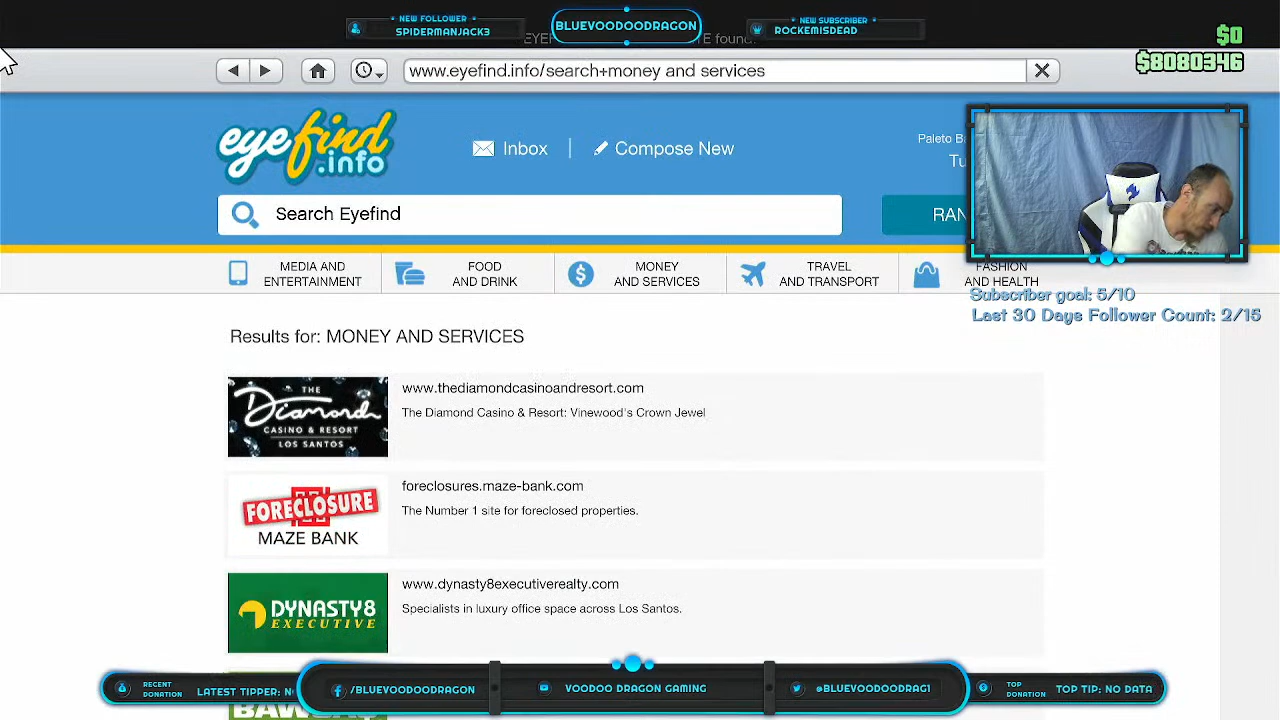 NEW FOLLOWER
SPIDERMANJACK3
BLUEVOODOODRAGON
NEW SUBSCRIBER
ROCKEMISDEAD
found.
$0
$8080346
www.eyefind.info/search+money and services
eyefind.info
Inbox
Compose New
Paleto Ba
Tu
Search Eyefind
RAN
MEDIA AND ENTERTAINMENT
FOOD AND DRINK
MONEY AND SERVICES
TRAVEL AND TRANSPORT
FASHION AND HEALTH
Subscriber goal: 5/10
Last 30 Days Follower Count: 2/15
Results for: MONEY AND SERVICES
THE Diamond CASINO & RESORT LOS SANTOS
www.thediamondcasinoandresort.com
The Diamond Casino & Resort: Vinewood's Crown Jewel
FORECLOSURE
MAZE BANK
foreclosures.maze-bank.com
The Number 1 site for foreclosed properties.
DYNASTY8
EXECUTIVE
www.dynasty8executiverealty.com
Specialists in luxury office space across Los Santos.
RECENT DONATION
LATEST TIPPER: N
/BLUEVOODOODRAGON
VOODOO DRAGON GAMING
@BLUEVOODOODRAG1
TOP DONATION
TOP TIP: NO DATA